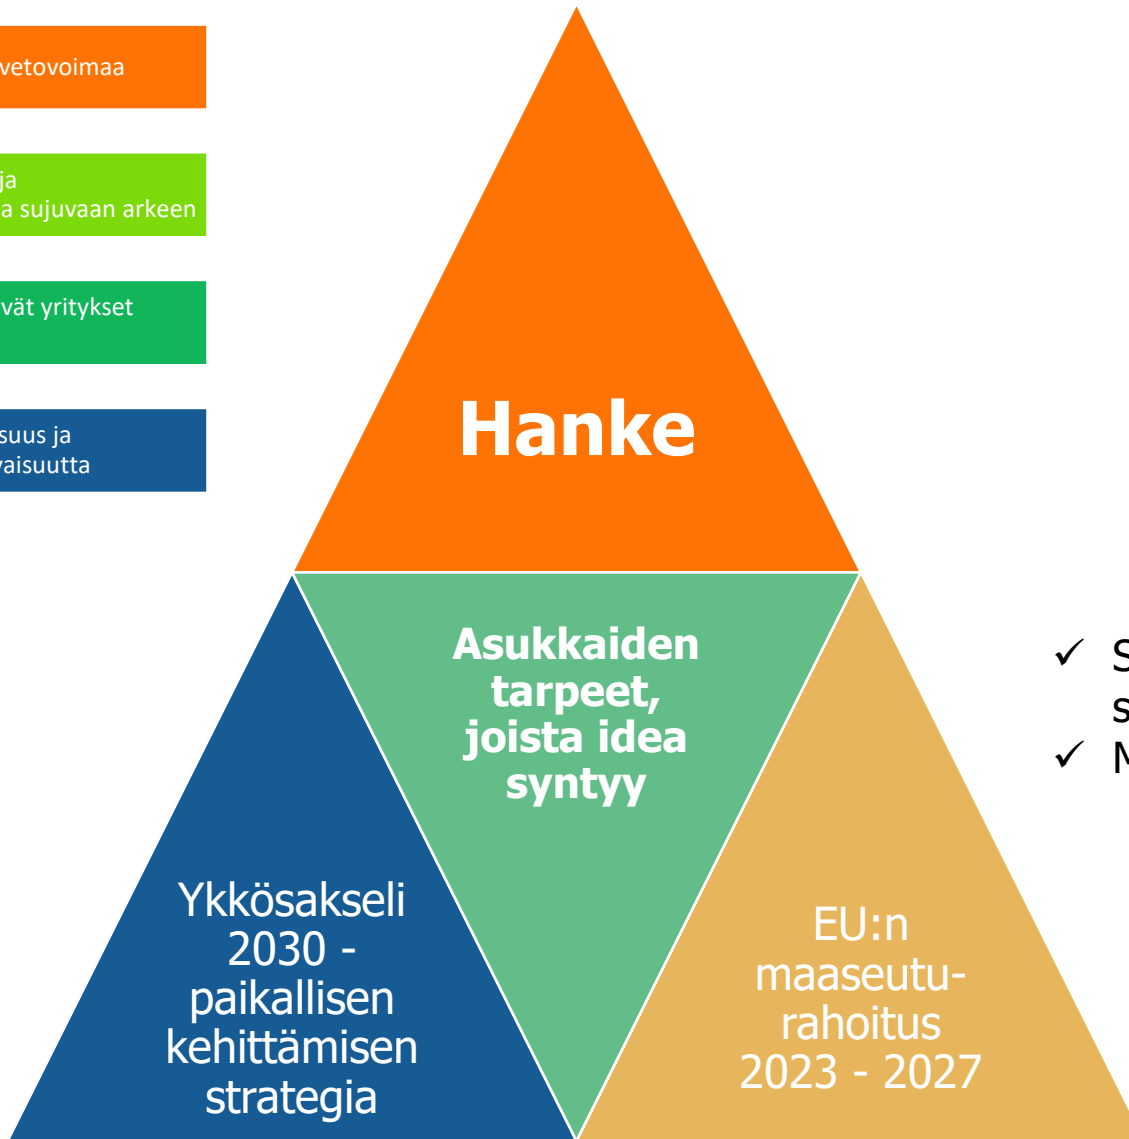 vetovoimaa
ja
a sujuvaan arkeen
vät yritykset
suus ja
vaisuutta
Hanke
Asukkaiden
tarpeet,
joista idea
syntyy
Ykkösakseli
2030 -
paikallisen
kehittämisen
strategia
EU:n
maaseutu-
rahoitus
2023 - 2027
✓ S
s
✓ M